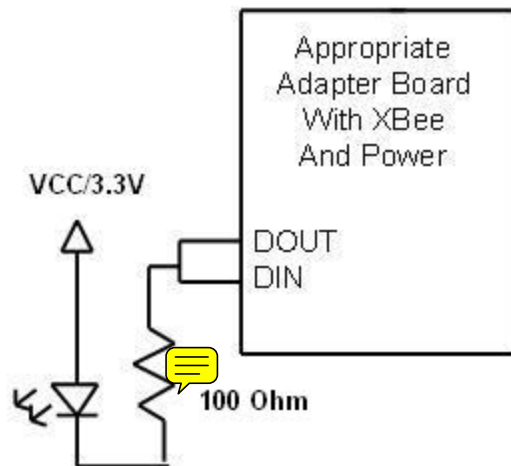 Appropriate
Adapter Board
With XBee
And Power
VCC/3.3V
DOUT
DIN
100 Ohm